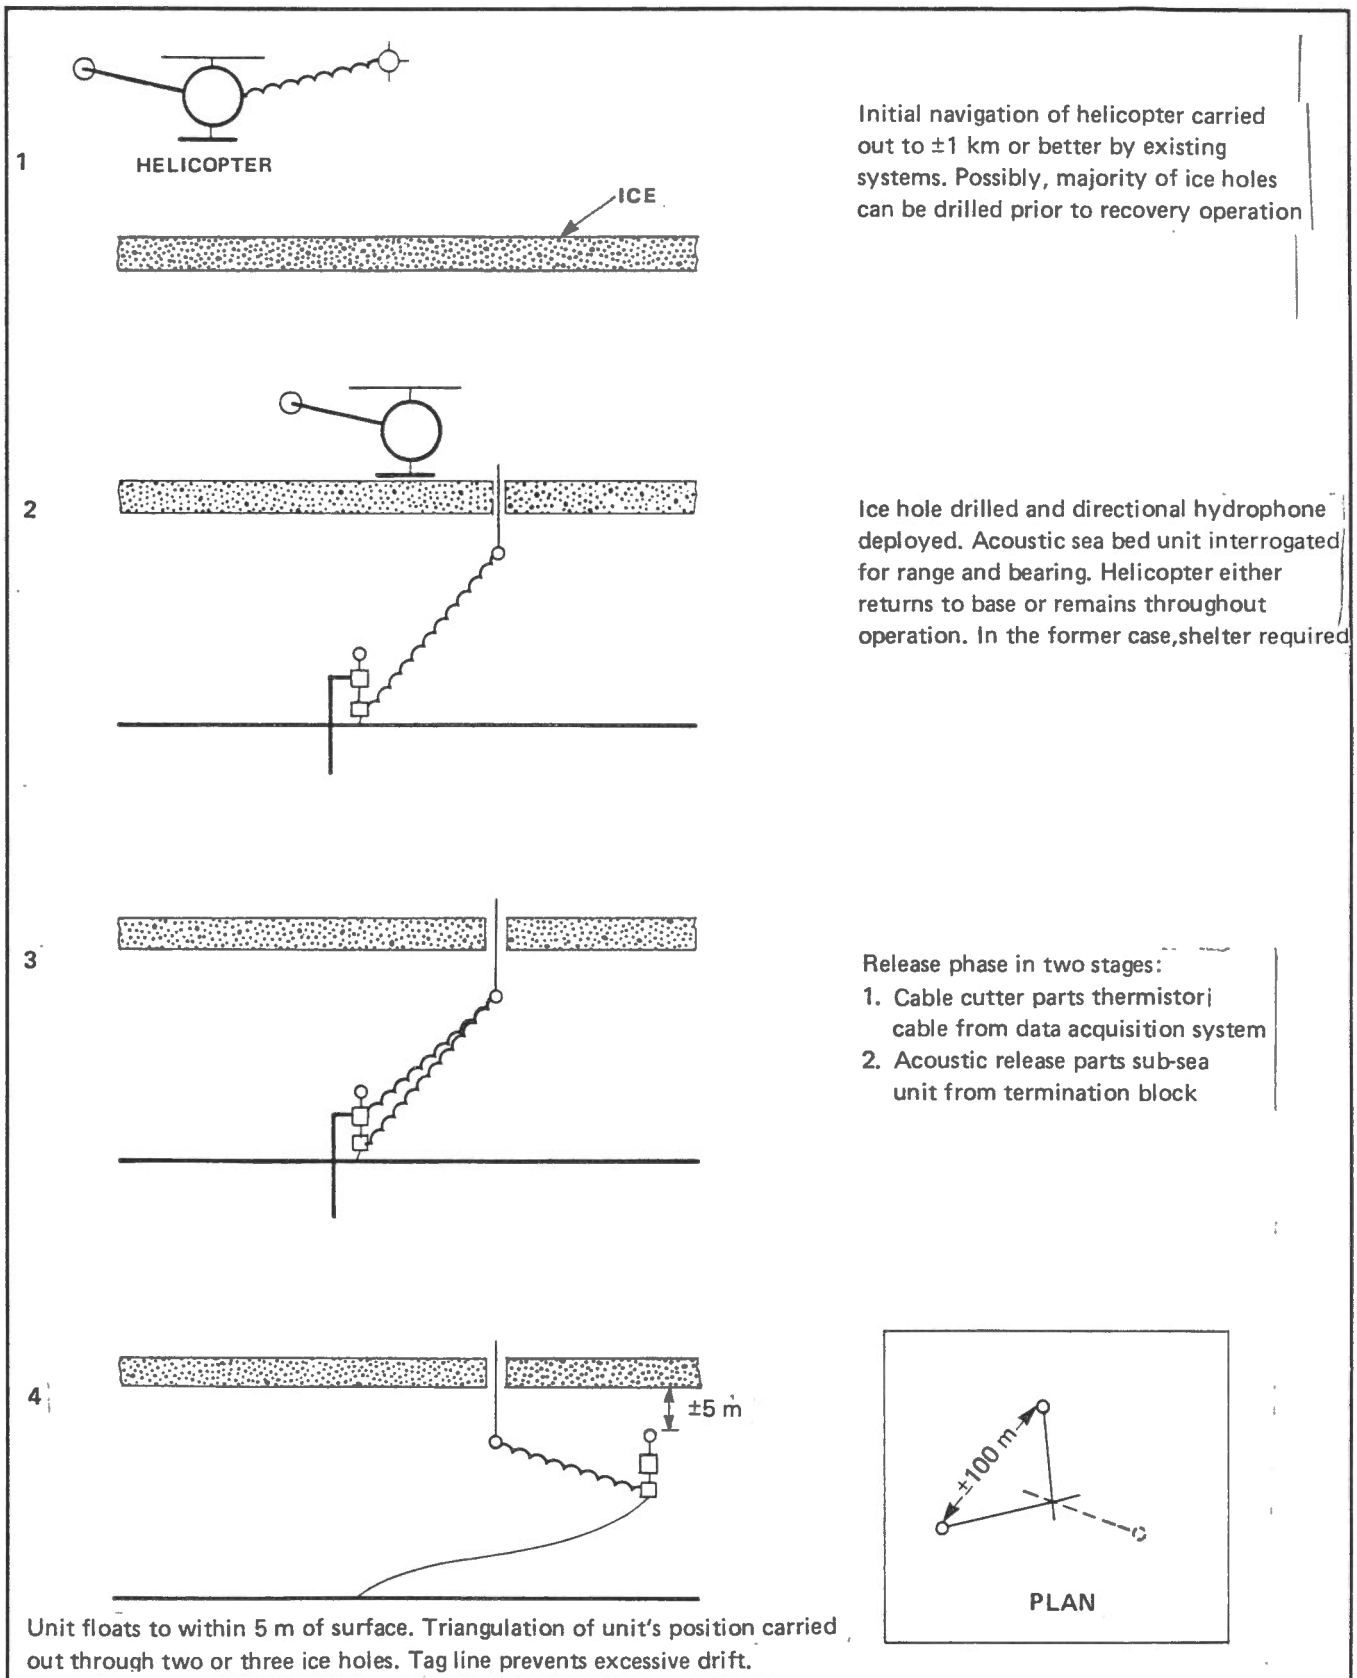 1
HELICOPTER
ICE
Initial navigation of helicopter carried
out to ±1 km or better by existing
systems. Possibly, majority of ice holes
can be drilled prior to recovery operation
2
Ice hole drilled and directional hydrophone
deployed. Acoustic sea bed unit interrogated
for range and bearing. Helicopter either
returns to base or remains throughout
operation. In the former case,shelter required
3
Release phase in two stages:
1. Cable cutter parts thermistori
cable from data acquisition system
2. Acoustic release parts sub-sea
unit from termination block
4
±5 m
±100 m
PLAN
Unit floats to within 5 m of surface. Triangulation of unit's position carried
out through two or three ice holes. Tag line prevents excessive drift.